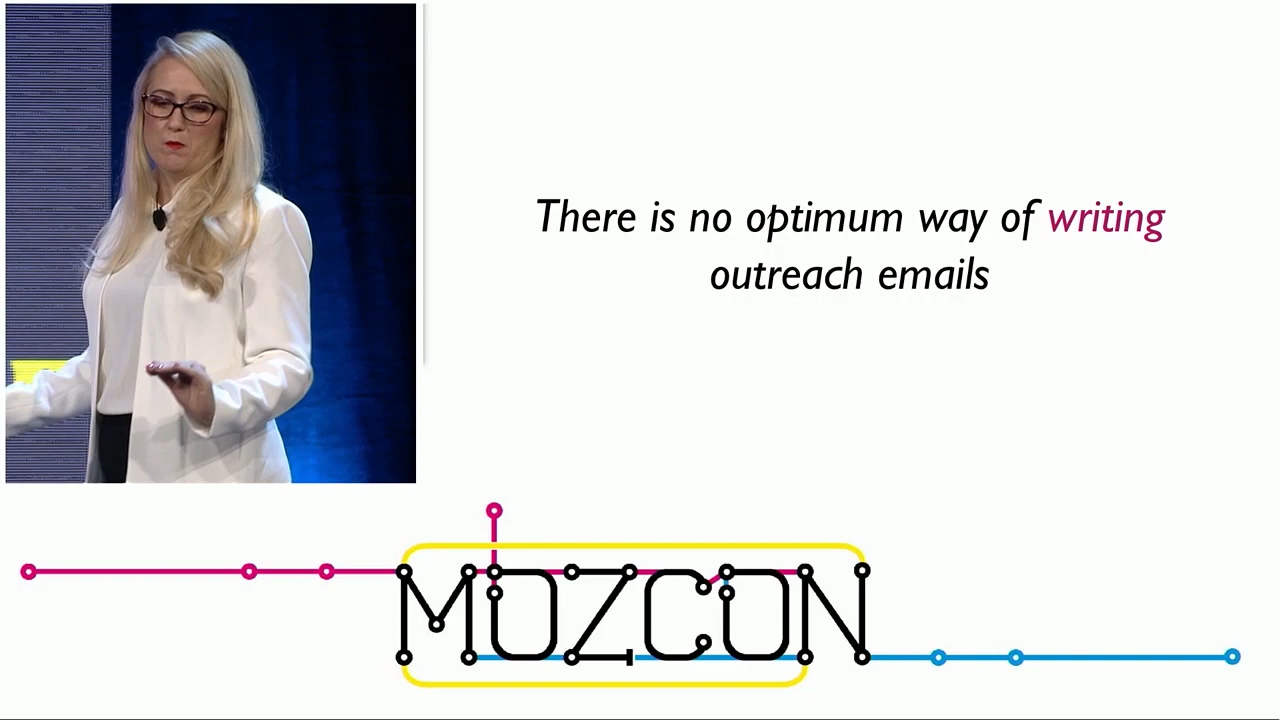 There is no optimum way of writing
outreach emails
MOZCON